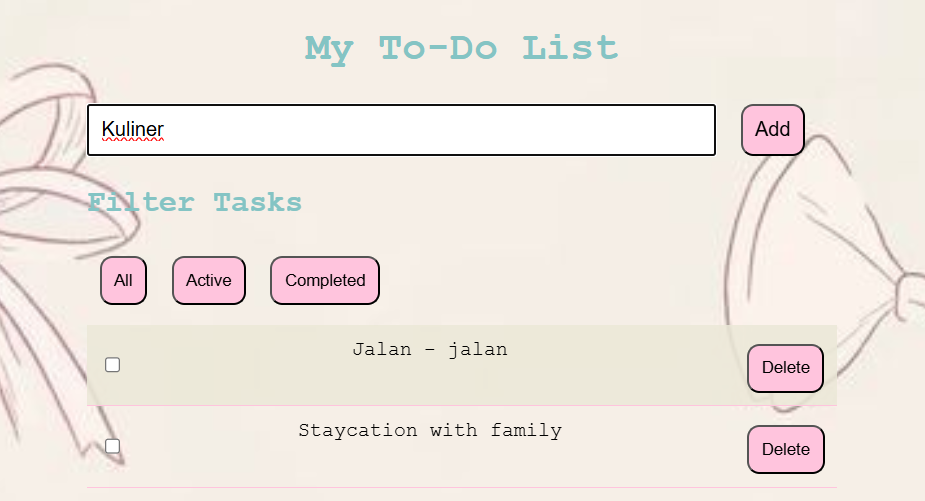 My To-Do List
Kuliner Add
Filter Tasks
All Active Completed
Jalan - jalan
Delete
Staycation with family
Delete